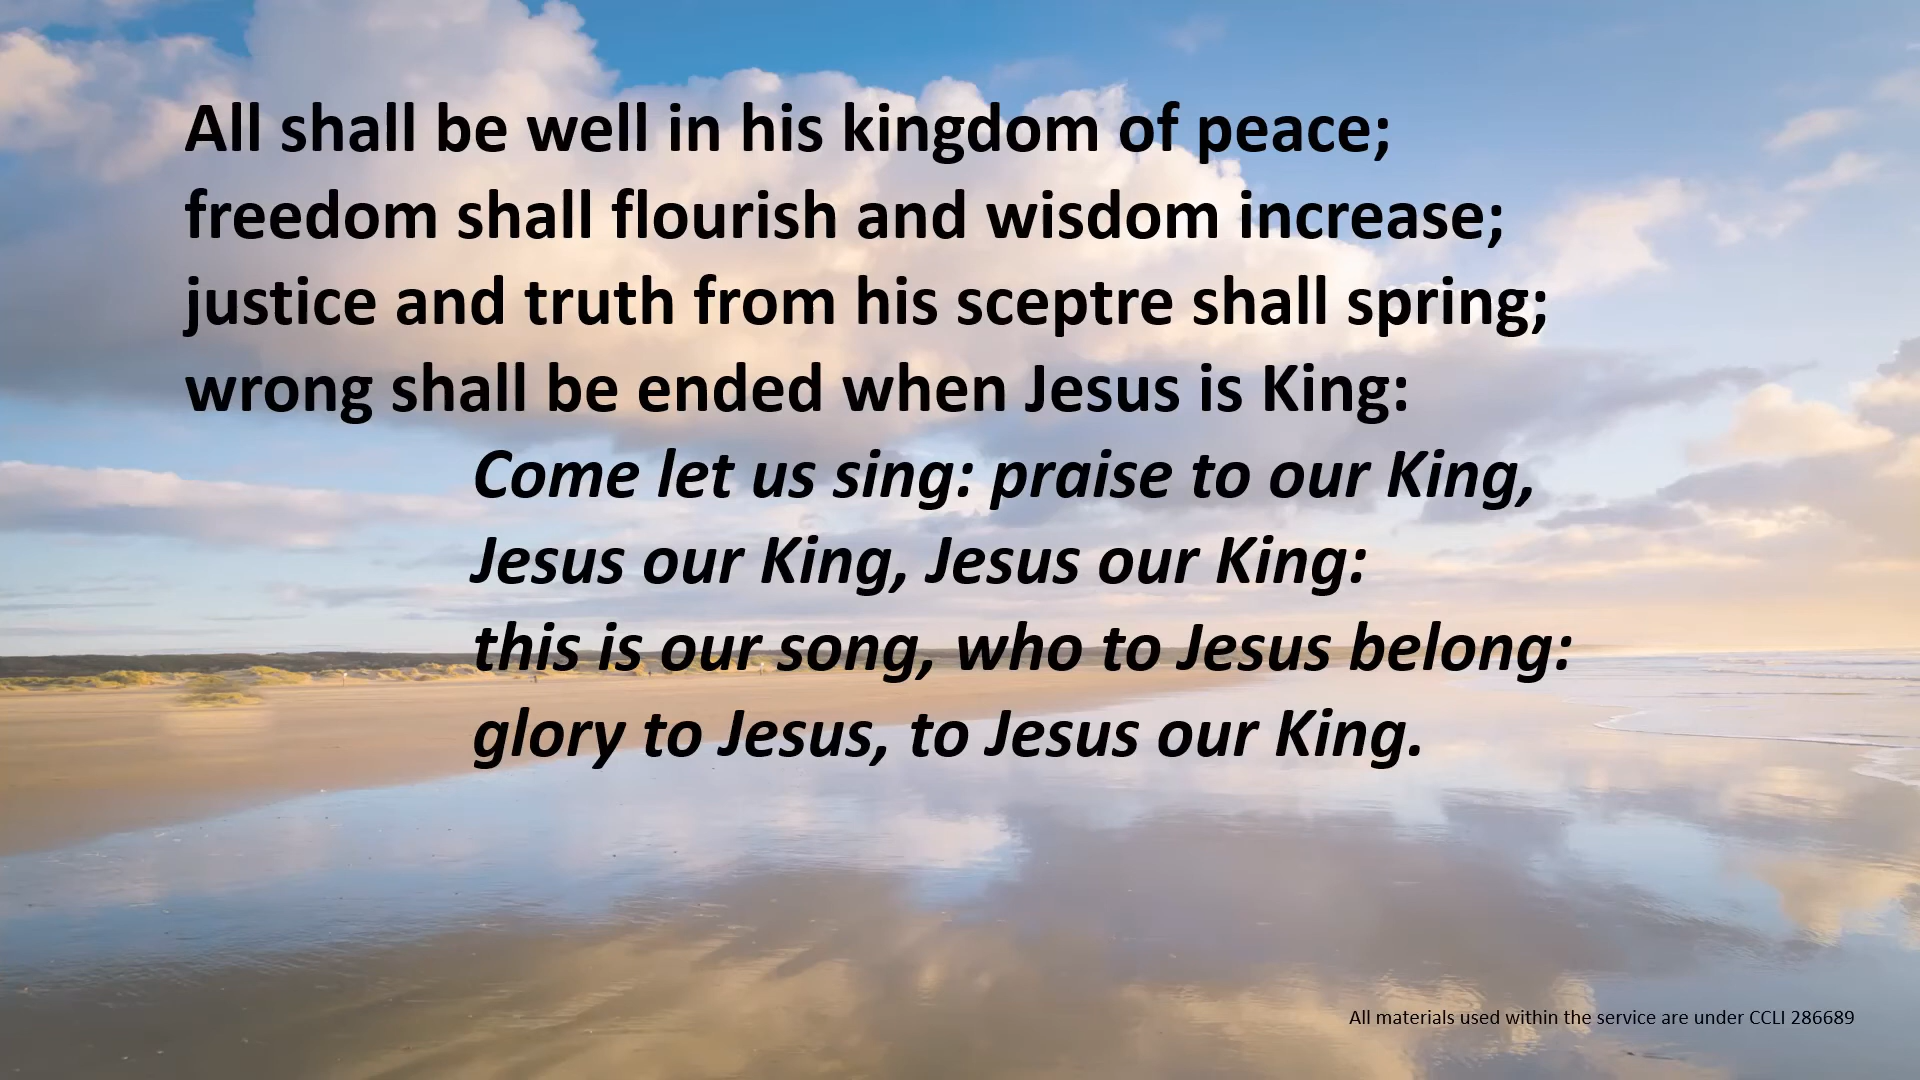 All shall be well in his kingdom of peace;
freedom shall flourish and wisdom increase;
justice and truth from his sceptre shall spring;
wrong shall be ended when Jesus is King:
Come let us sing: praise to our King,
Jesus our King, Jesus our King:
this is our song, who to Jesus belong:
glory to Jesus, to Jesus our King.
All materials used within the service are under CCLI 286689